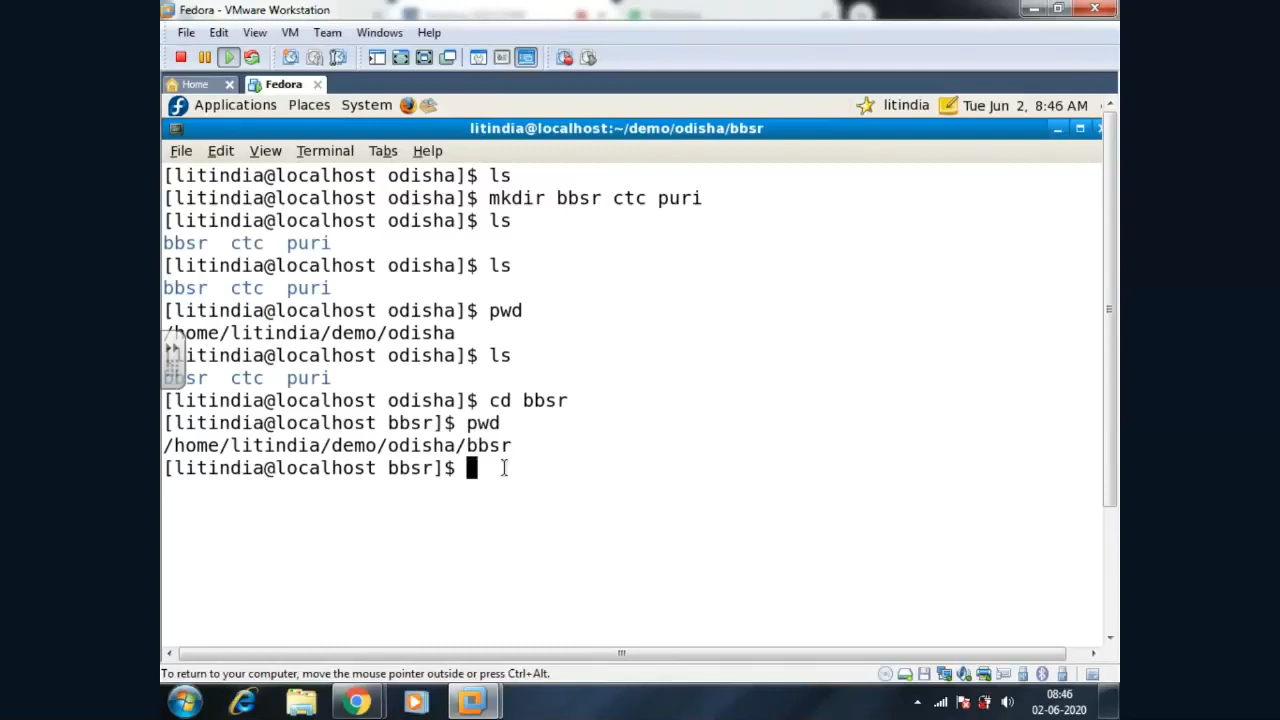 Fedora - VMware Workstation
File Edit View VM Team Windows Help
Home Fedora
Applications Places System litindia Tue Jun 2, 8:46 AM
litindia@localhost:~/demo/odisha/bbsr
File Edit View Terminal Tabs Help
[litindia@localhost odisha]$ ls
[litindia@localhost odisha]$ mkdir bbsr ctc puri
[litindia@localhost odisha]$ ls
bbsr ctc puri
[litindia@localhost odisha]$ ls
bbsr ctc puri
[litindia@localhost odisha]$ pwd
/home/litindia/demo/odisha
litindia@localhost odisha]$ ls
bbsr ctc puri
[litindia@localhost odisha]$ cd bbsr
[litindia@localhost bbsr]$ pwd
/home/litindia/demo/odisha/bbsr
[litindia@localhost bbsr]$
To return to your computer, move the mouse pointer outside or press Ctrl+Alt.
08:46
02-06-2020